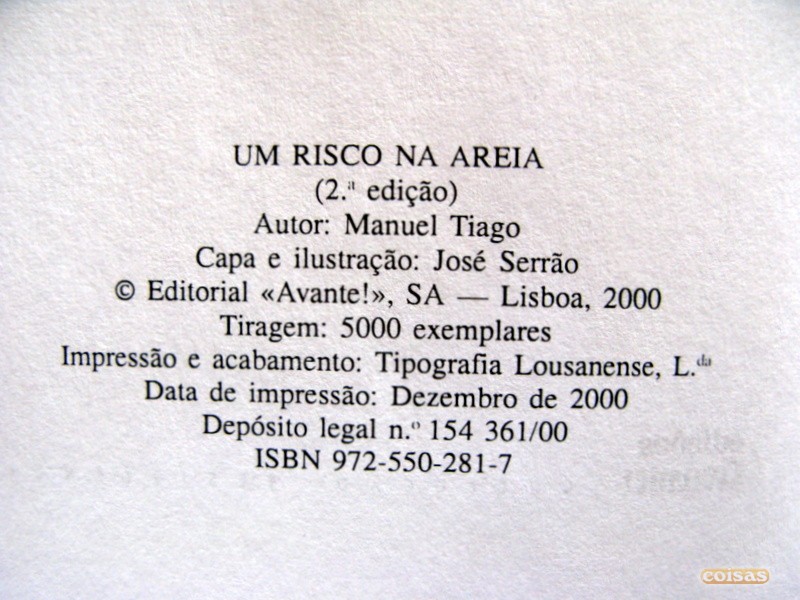 UM RISCO NA AREIA
(2.ª edição)
Autor: Manuel Tiago
Capa e ilustração: José Serrão
© Editorial «Avante!», SA — Lisboa, 2000
Tiragem: 5000 exemplares
Impressão e acabamento: Tipografia Lousanense, L.da
Data de impressão: Dezembro de 2000
Depósito legal n.º 154 361/00
ISBN 972-550-281-7
coisas